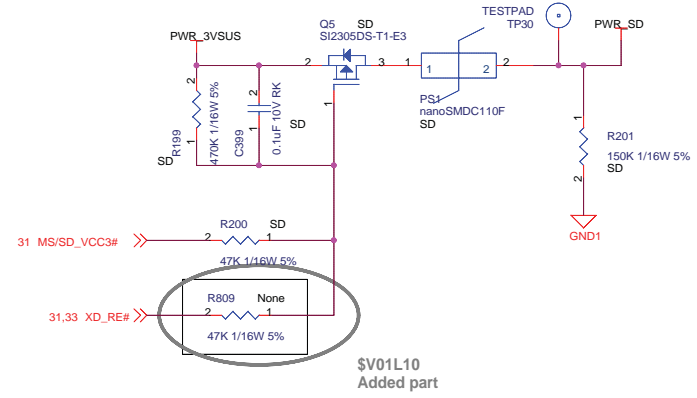 TESTPAD
TP30
Q5 SD
SI2305DS-T1-E3
PWR_3VSUS
PWR_SD
2 3 1 1 2 2
1
PS1
nanoSMDC110F
SD
2
1
R199
470K 1/16W 5%
SD
2
1
C399
0.1uF 10V RK
SD
1
2
R201
150K 1/16W 5%
SD
GND1
31 MS/SD_VCC3#
R200 SD
2 1
47K 1/16W 5%
31,33 XD_RE#
R809 None
2 1
47K 1/16W 5%
$V01L10
Added part